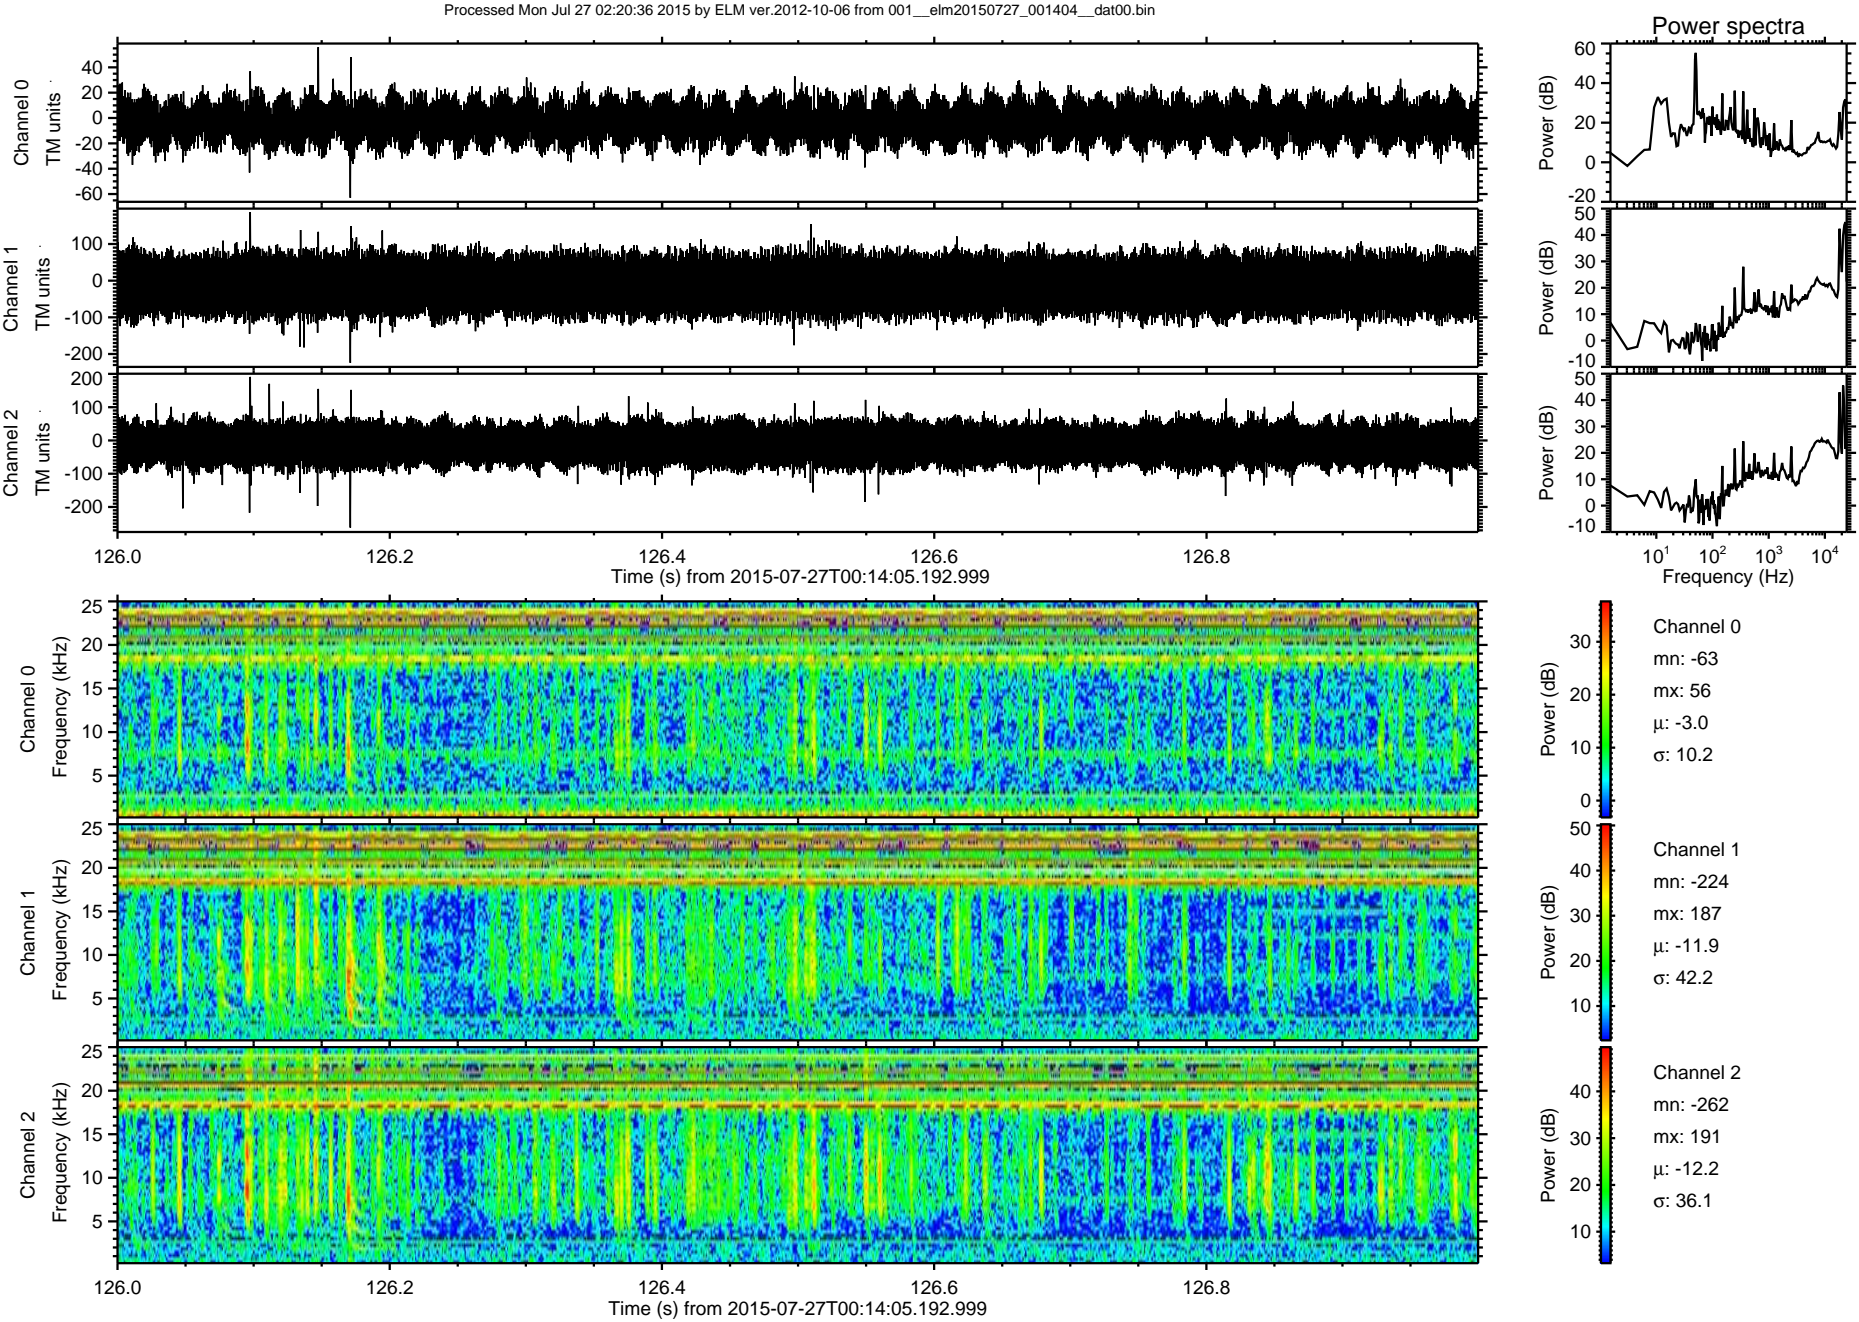 Processed Mon Jul 27 02:20:36 2015 by ELM ver.2012-10-06 from 001__elm20150727_001404__dat00.bin
Power spectra
Channel 0
TM units
40
20
0
-20
-40
-60
Power (dB)
60
40
20
0
-20
Channel 1
TM units
100
0
-100
-200
Power (dB)
50
40
30
20
10
0
-10
Channel 2
TM units
200
100
0
-100
-200
Power (dB)
50
40
30
20
10
0
-10
126.0 126.2 126.4 126.6 126.8
Time (s) from 2015-07-27T00:14:05.192.999
10¹ 10² 10³ 10⁴
Frequency (Hz)
Channel 0
Frequency (kHz)
25
20
15
10
5
Power (dB)
30
20
10
0
Channel 0
mn: -63
mx: 56
μ: -3.0
σ: 10.2
Channel 1
Frequency (kHz)
25
20
15
10
5
Power (dB)
50
40
30
20
10
Channel 1
mn: -224
mx: 187
μ: -11.9
σ: 42.2
Channel 2
Frequency (kHz)
25
20
15
10
5
Power (dB)
40
30
20
10
Channel 2
mn: -262
mx: 191
μ: -12.2
σ: 36.1
126.0 126.2 126.4 126.6 126.8
Time (s) from 2015-07-27T00:14:05.192.999